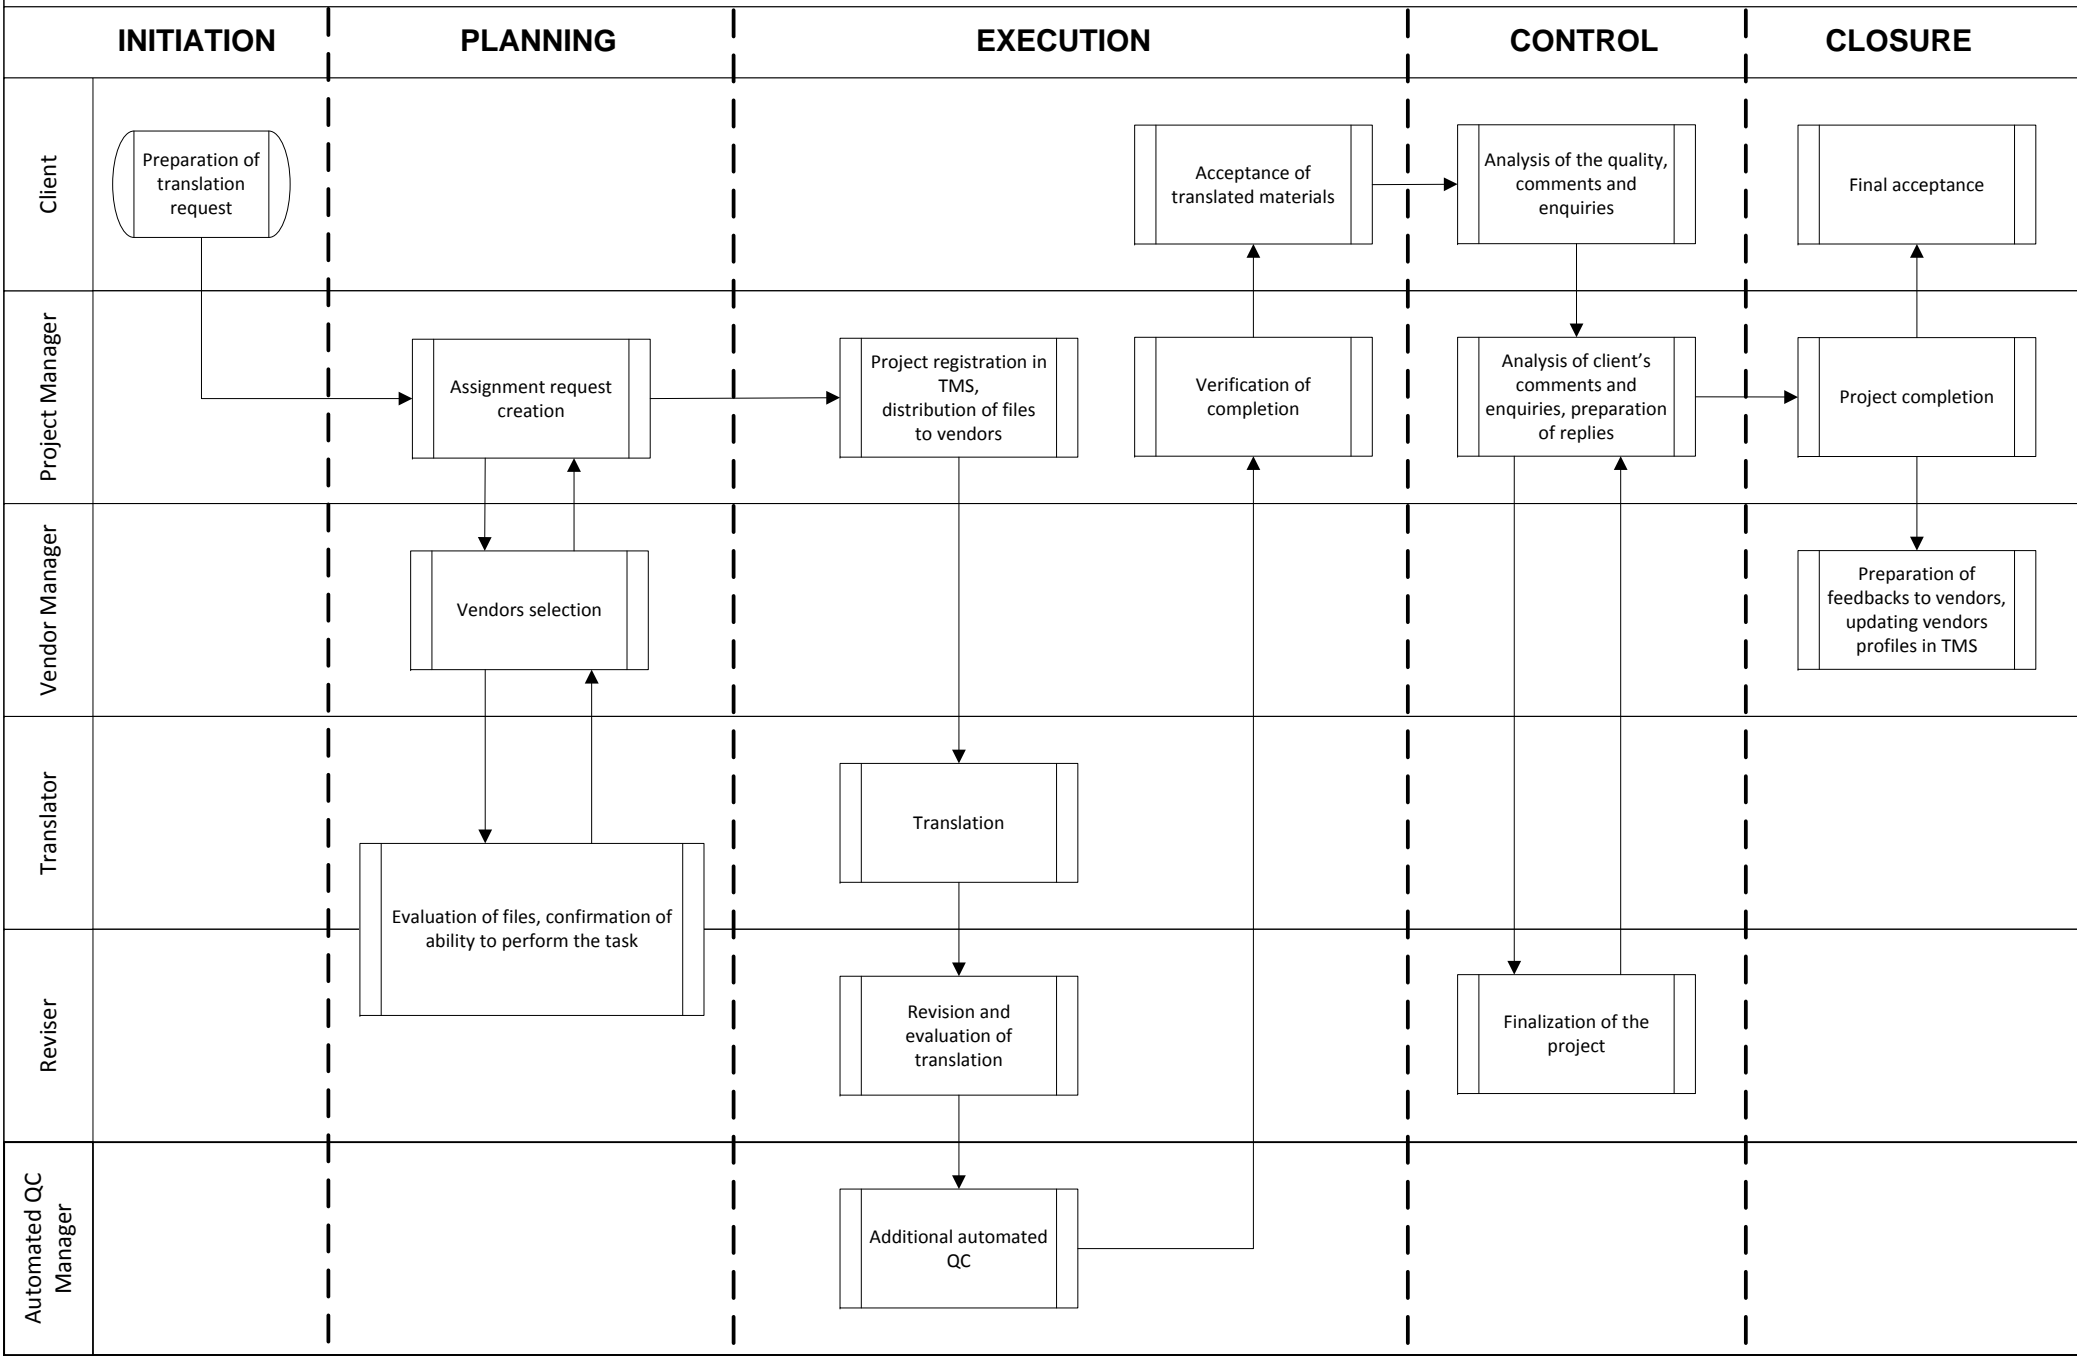 INITIATION
PLANNING
EXECUTION
CONTROL
CLOSURE
Client
Preparation of
translation
request
Acceptance of
translated materials
Analysis of the quality,
comments and
enquiries
Final acceptance
Project Manager
Assignment request
creation
Project registration in
TMS,
distribution of files
to vendors
Verification of
completion
Analysis of client’s
comments and
enquiries, preparation
of replies
Project completion
Vendor Manager
Vendors selection
Preparation of
feedbacks to vendors,
updating vendors
profiles in TMS
Translator
Translation
Evaluation of files, confirmation of
ability to perform the task
Reviser
Revision and
evaluation of
translation
Finalization of the
project
Automated QC
Manager
Additional automated
QC